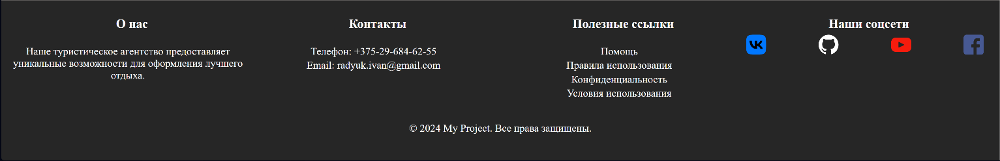 О нас
Наше туристическое агентство предоставляет
уникальные возможности для оформления лучшего
отдыха.
Контакты
Телефон: +375-29-684-62-55
Email: radyuk.ivan@gmail.com
Полезные ссылки
Помощь
Правила использования
Конфиденциальность
Условия использования
Наши соцсети
© 2024 My Project. Все права защищены.